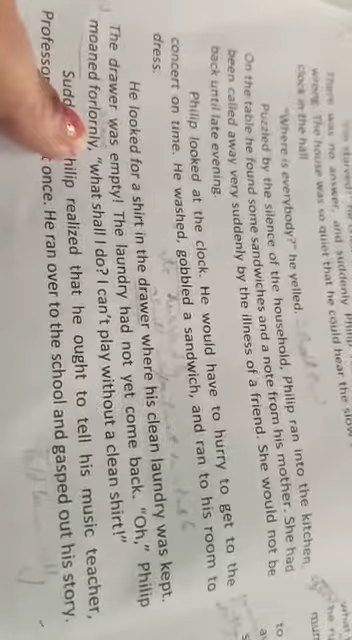 I'm starved!
There was no answer, and suddenly Philip
wrong. The house was so quiet that he could hear the slow
clock in the hall
"Where is everybody?" he yelled.
Puzzled by the silence of the household, Philip ran into the kitchen.
On the table he found some sandwiches and a note from his mother. She had
been called away very suddenly by the illness of a friend. She would not be
back until late evening.
Philip looked at the clock. He would have to hurry to get to the
concert on time. He washed, gobbled a sandwich, and ran to his room to
dress.
He looked for a shirt in the drawer where his clean laundry was kept.
The drawer was empty! The laundry had not yet come back. "Oh," Philip
moaned forlornly, "what shall I do? I can't play without a clean shirt!"
Sudd hilip realized that he ought to tell his music teacher,
Professor t once. He ran over to the school and gasped out his story.
what
to